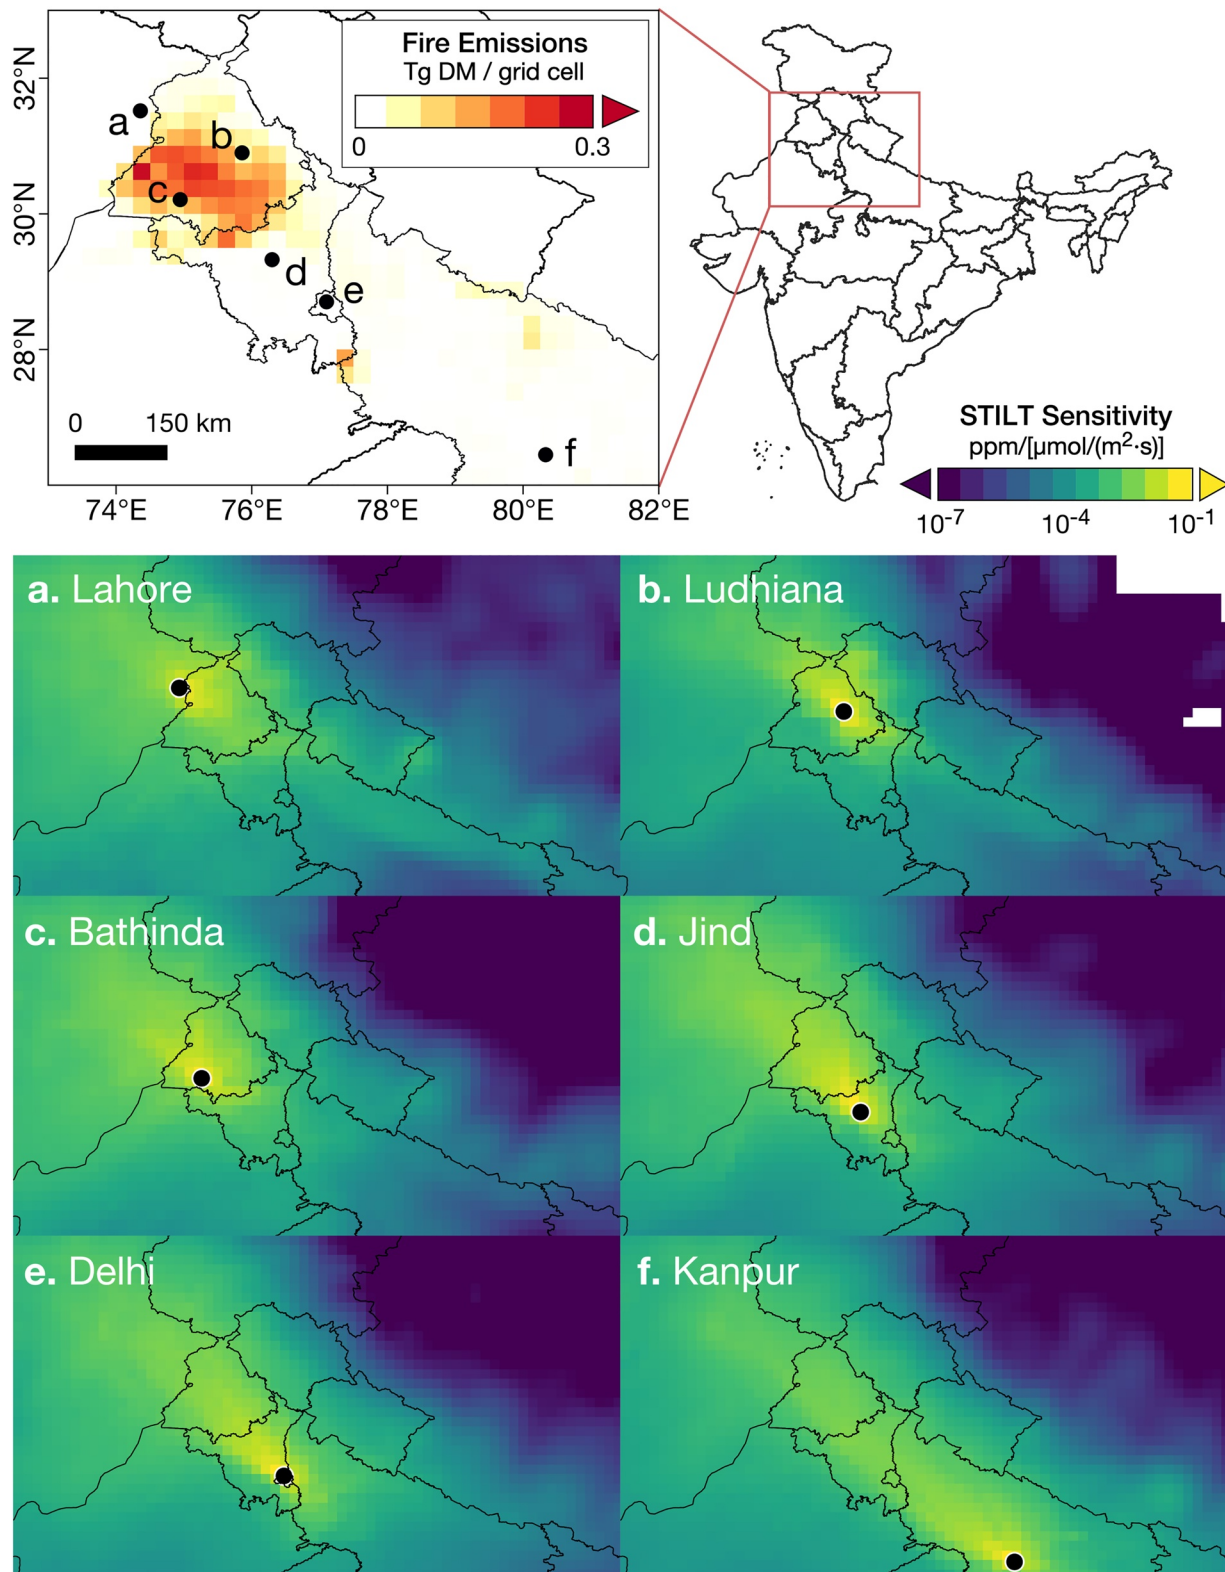 Fire Emissions
Tg DM / grid cell
0 0.3
32°N
30°N
28°N
a
b
c
d
e
f
0 150 km
74°E 76°E 78°E 80°E 82°E
STILT Sensitivity
ppm/[μmol/(m²·s)]
10⁻⁷ 10⁻⁴ 10⁻¹
a. Lahore
b. Ludhiana
c. Bathinda
d. Jind
e. Delhi
f. Kanpur